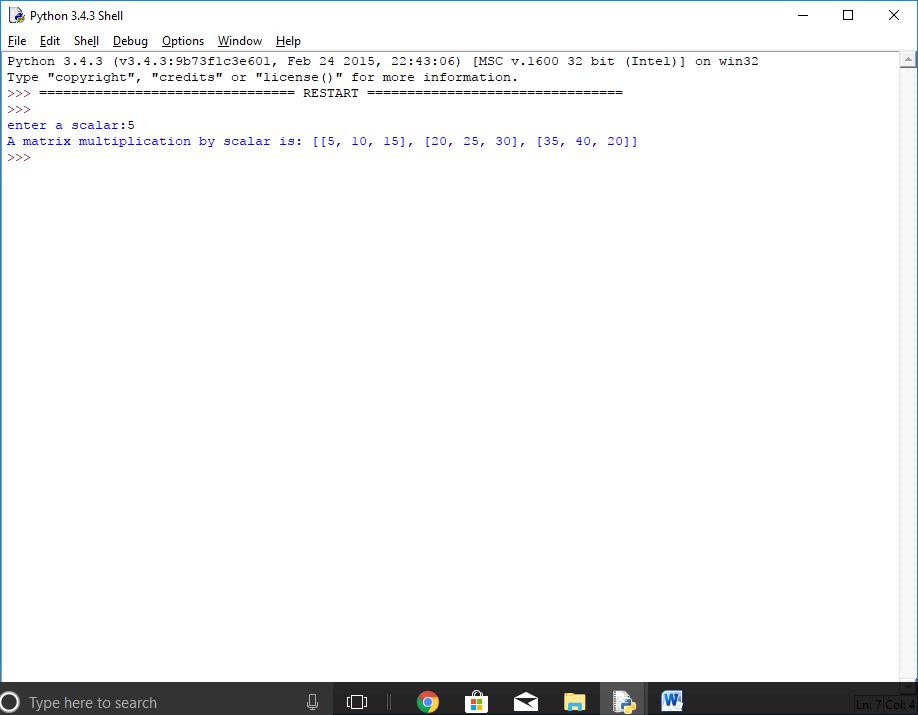 Python 3.4.3 Shell
File Edit Shell Debug Options Window Help
Python 3.4.3 (v3.4.3:9b73f1c3e601, Feb 24 2015, 22:43:06) [MSC v.1600 32 bit (Intel)] on win32
Type "copyright", "credits" or "license()" for more information.
>>> ================================ RESTART ================================
>>>
enter a scalar:5
A matrix multiplication by scalar is: [[5, 10, 15], [20, 25, 30], [35, 40, 20]]
>>>
Type here to search
W
Ln: 7 Col: 4